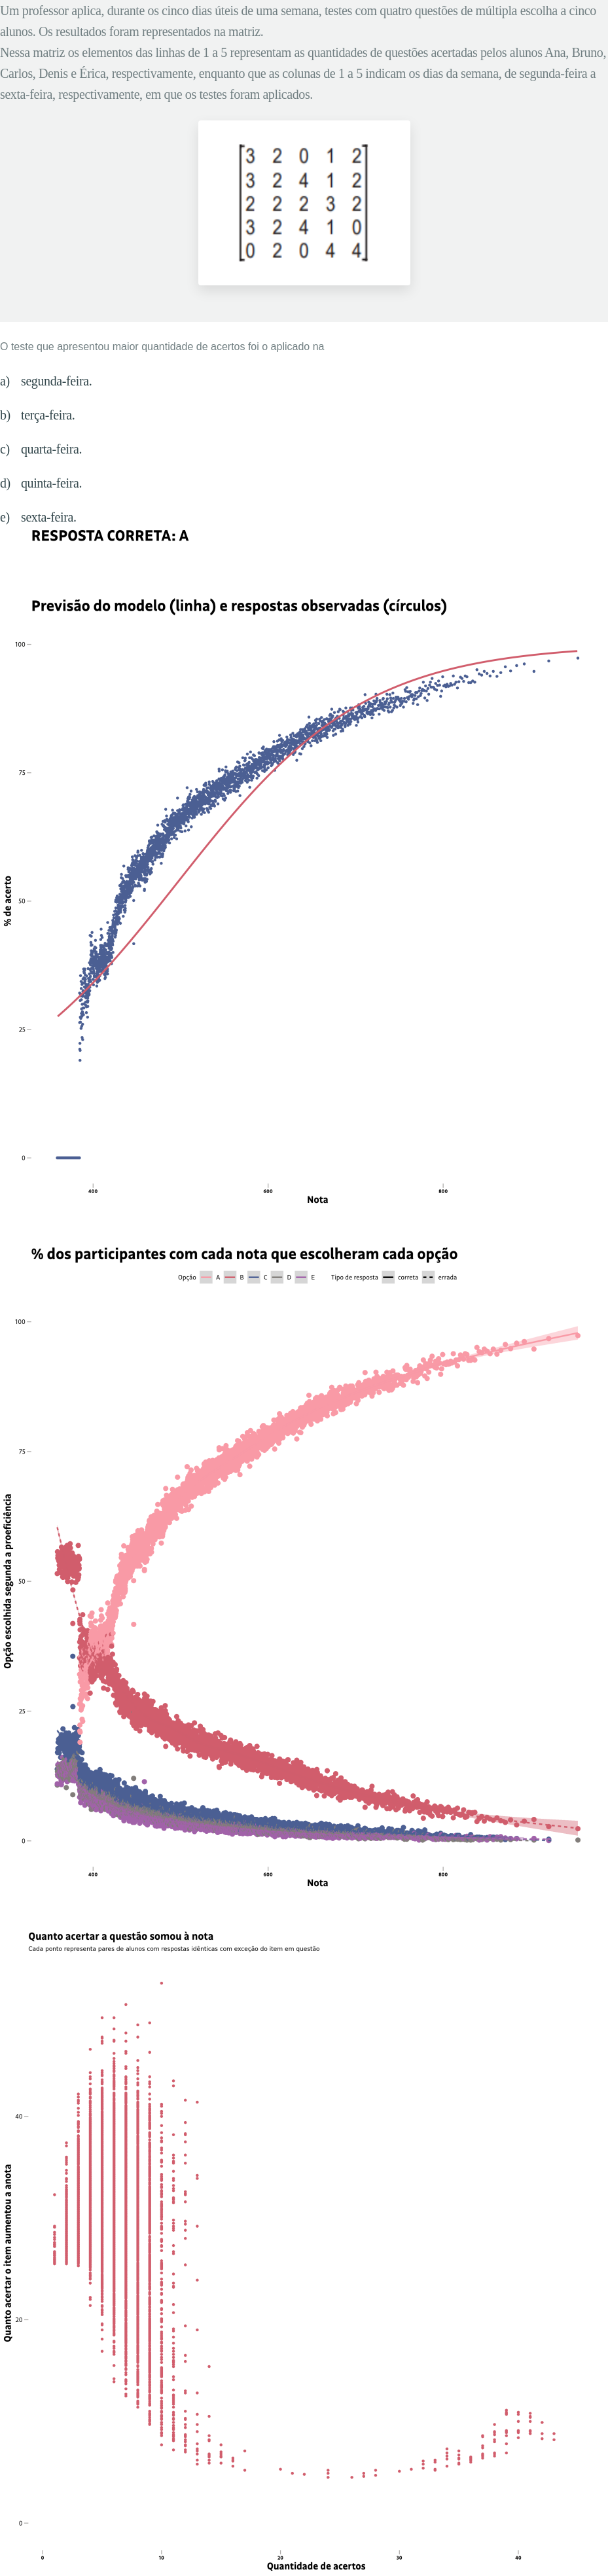 Um professor aplica, durante os cinco dias úteis de uma semana, testes com quatro questões de múltipla escolha a cinco
alunos. Os resultados foram representados na matriz.
Nessa matriz os elementos das linhas de 1 a 5 representam as quantidades de questões acertadas pelos alunos Ana, Bruno,
Carlos, Denis e Érica, respectivamente, enquanto que as colunas de 1 a 5 indicam os dias da semana, de segunda-feira a
sexta-feira, respectivamente, em que os testes foram aplicados.
3 2 0 1 2
3 2 4 1 2
2 2 2 3 2
3 2 4 1 0
0 2 0 4 4
O teste que apresentou maior quantidade de acertos foi o aplicado na
a) segunda-feira.
b) terça-feira.
c) quarta-feira.
d) quinta-feira.
e) sexta-feira.
RESPOSTA CORRETA: A
Previsão do modelo (linha) e respostas observadas (círculos)
100
75
50
25
0
% de acerto
400 600 800
Nota
% dos participantes com cada nota que escolheram cada opção
Opção A B C D E Tipo de resposta correta errada
100
75
50
25
0
Opção escolhida segunda a proeficiência
400 600 800
Nota
Quanto acertar a questão somou à nota
Cada ponto representa pares de alunos com respostas idênticas com exceção do item em questão
40
20
0
Quanto acertar o item aumentou a anota
0 10 20 30 40
Quantidade de acertos